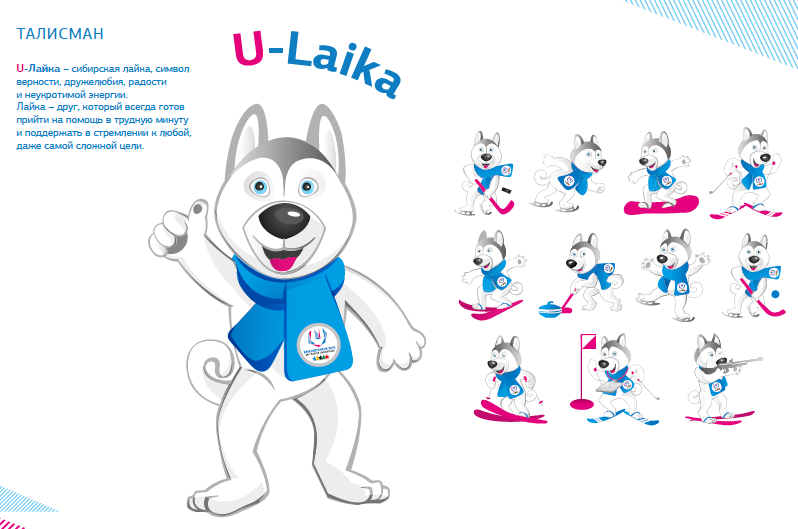 ТАЛИСМАН
U-Laika
U-Лайка – сибирская лайка, символ
верности, дружелюбия, радости
и неукротимой энергии.
Лайка – друг, который всегда готов
прийти на помощь в трудную минуту
и поддержать в стремлении к любой,
даже самой сложной цели.